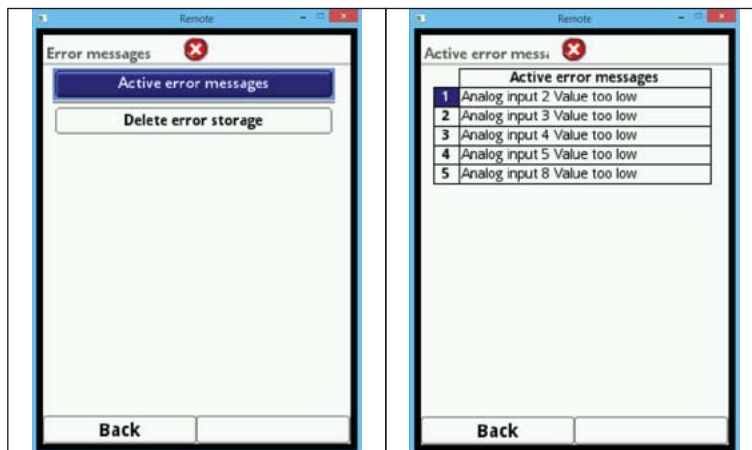 Remote
Error messages
Active error messages
Delete error storage
Back
Remote
Active error messa
Active error messages
1 Analog input 2 Value too low
2 Analog input 3 Value too low
3 Analog input 4 Value too low
4 Analog input 5 Value too low
5 Analog input 8 Value too low
Back